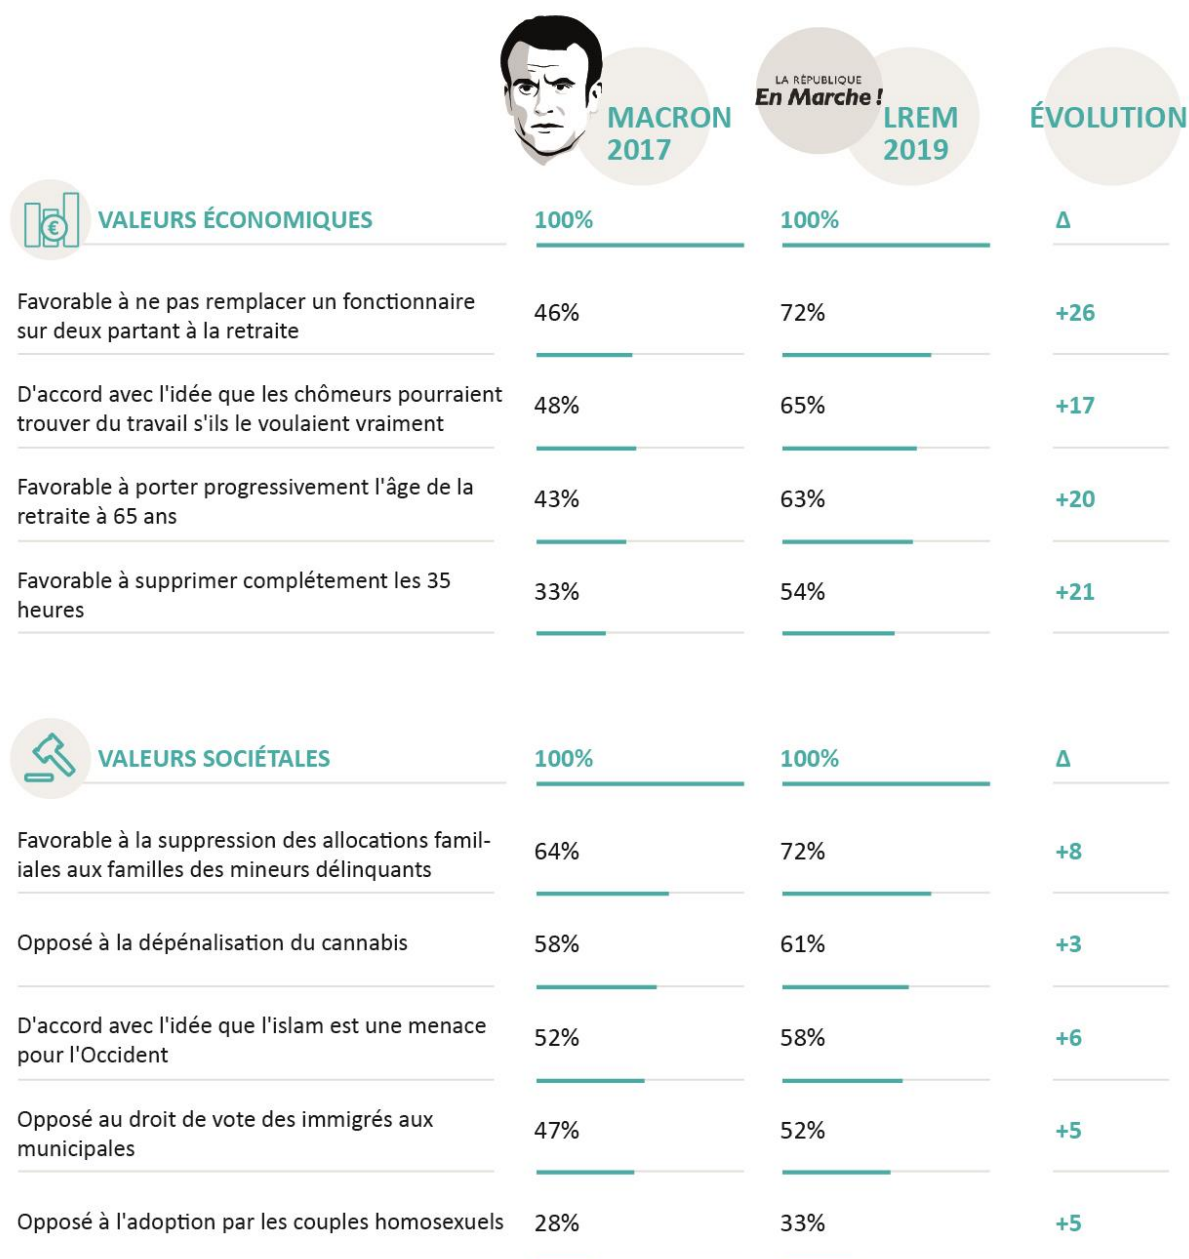 LA RÉPUBLIQUE
En Marche !
MACRON
2017
LREM
2019
ÉVOLUTION
€
VALEURS ÉCONOMIQUES 100% 100% Δ
Favorable à ne pas remplacer un fonctionnaire
sur deux partant à la retraite
46% 72% +26
D'accord avec l'idée que les chômeurs pourraient
trouver du travail s'ils le voulaient vraiment
48% 65% +17
Favorable à porter progressivement l'âge de la
retraite à 65 ans
43% 63% +20
Favorable à supprimer complétement les 35
heures
33% 54% +21
VALEURS SOCIÉTALES 100% 100% Δ
Favorable à la suppression des allocations famil-
iales aux familles des mineurs délinquants
64% 72% +8
Opposé à la dépénalisation du cannabis 58% 61% +3
D'accord avec l'idée que l'islam est une menace
pour l'Occident
52% 58% +6
Opposé au droit de vote des immigrés aux
municipales
47% 52% +5
Opposé à l'adoption par les couples homosexuels 28% 33% +5